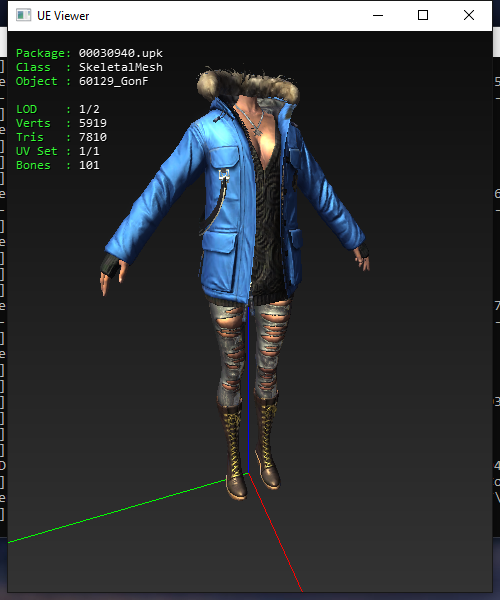 UE Viewer
Package: 00030940.upk
Class : SkeletalMesh
Object : 60129_GonF
LOD : 1/2
Verts : 5919
Tris : 7810
UV Set : 1/1
Bones : 101